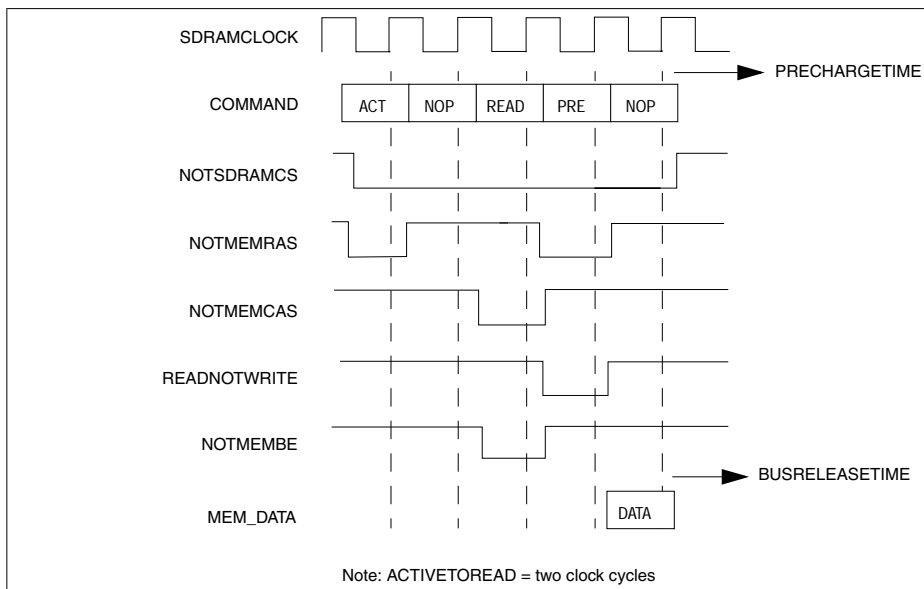 SDRAMCLOCK
PRECHARGETIME
COMMAND ACT NOP READ PRE NOP
NOTSDRAMCS
NOTMEMRAS
NOTMEMCAS
READNOTWRITE
NOTMEMBE
BUSRELEASETIME
MEM_DATA DATA
Note: ACTIVETOREAD = two clock cycles